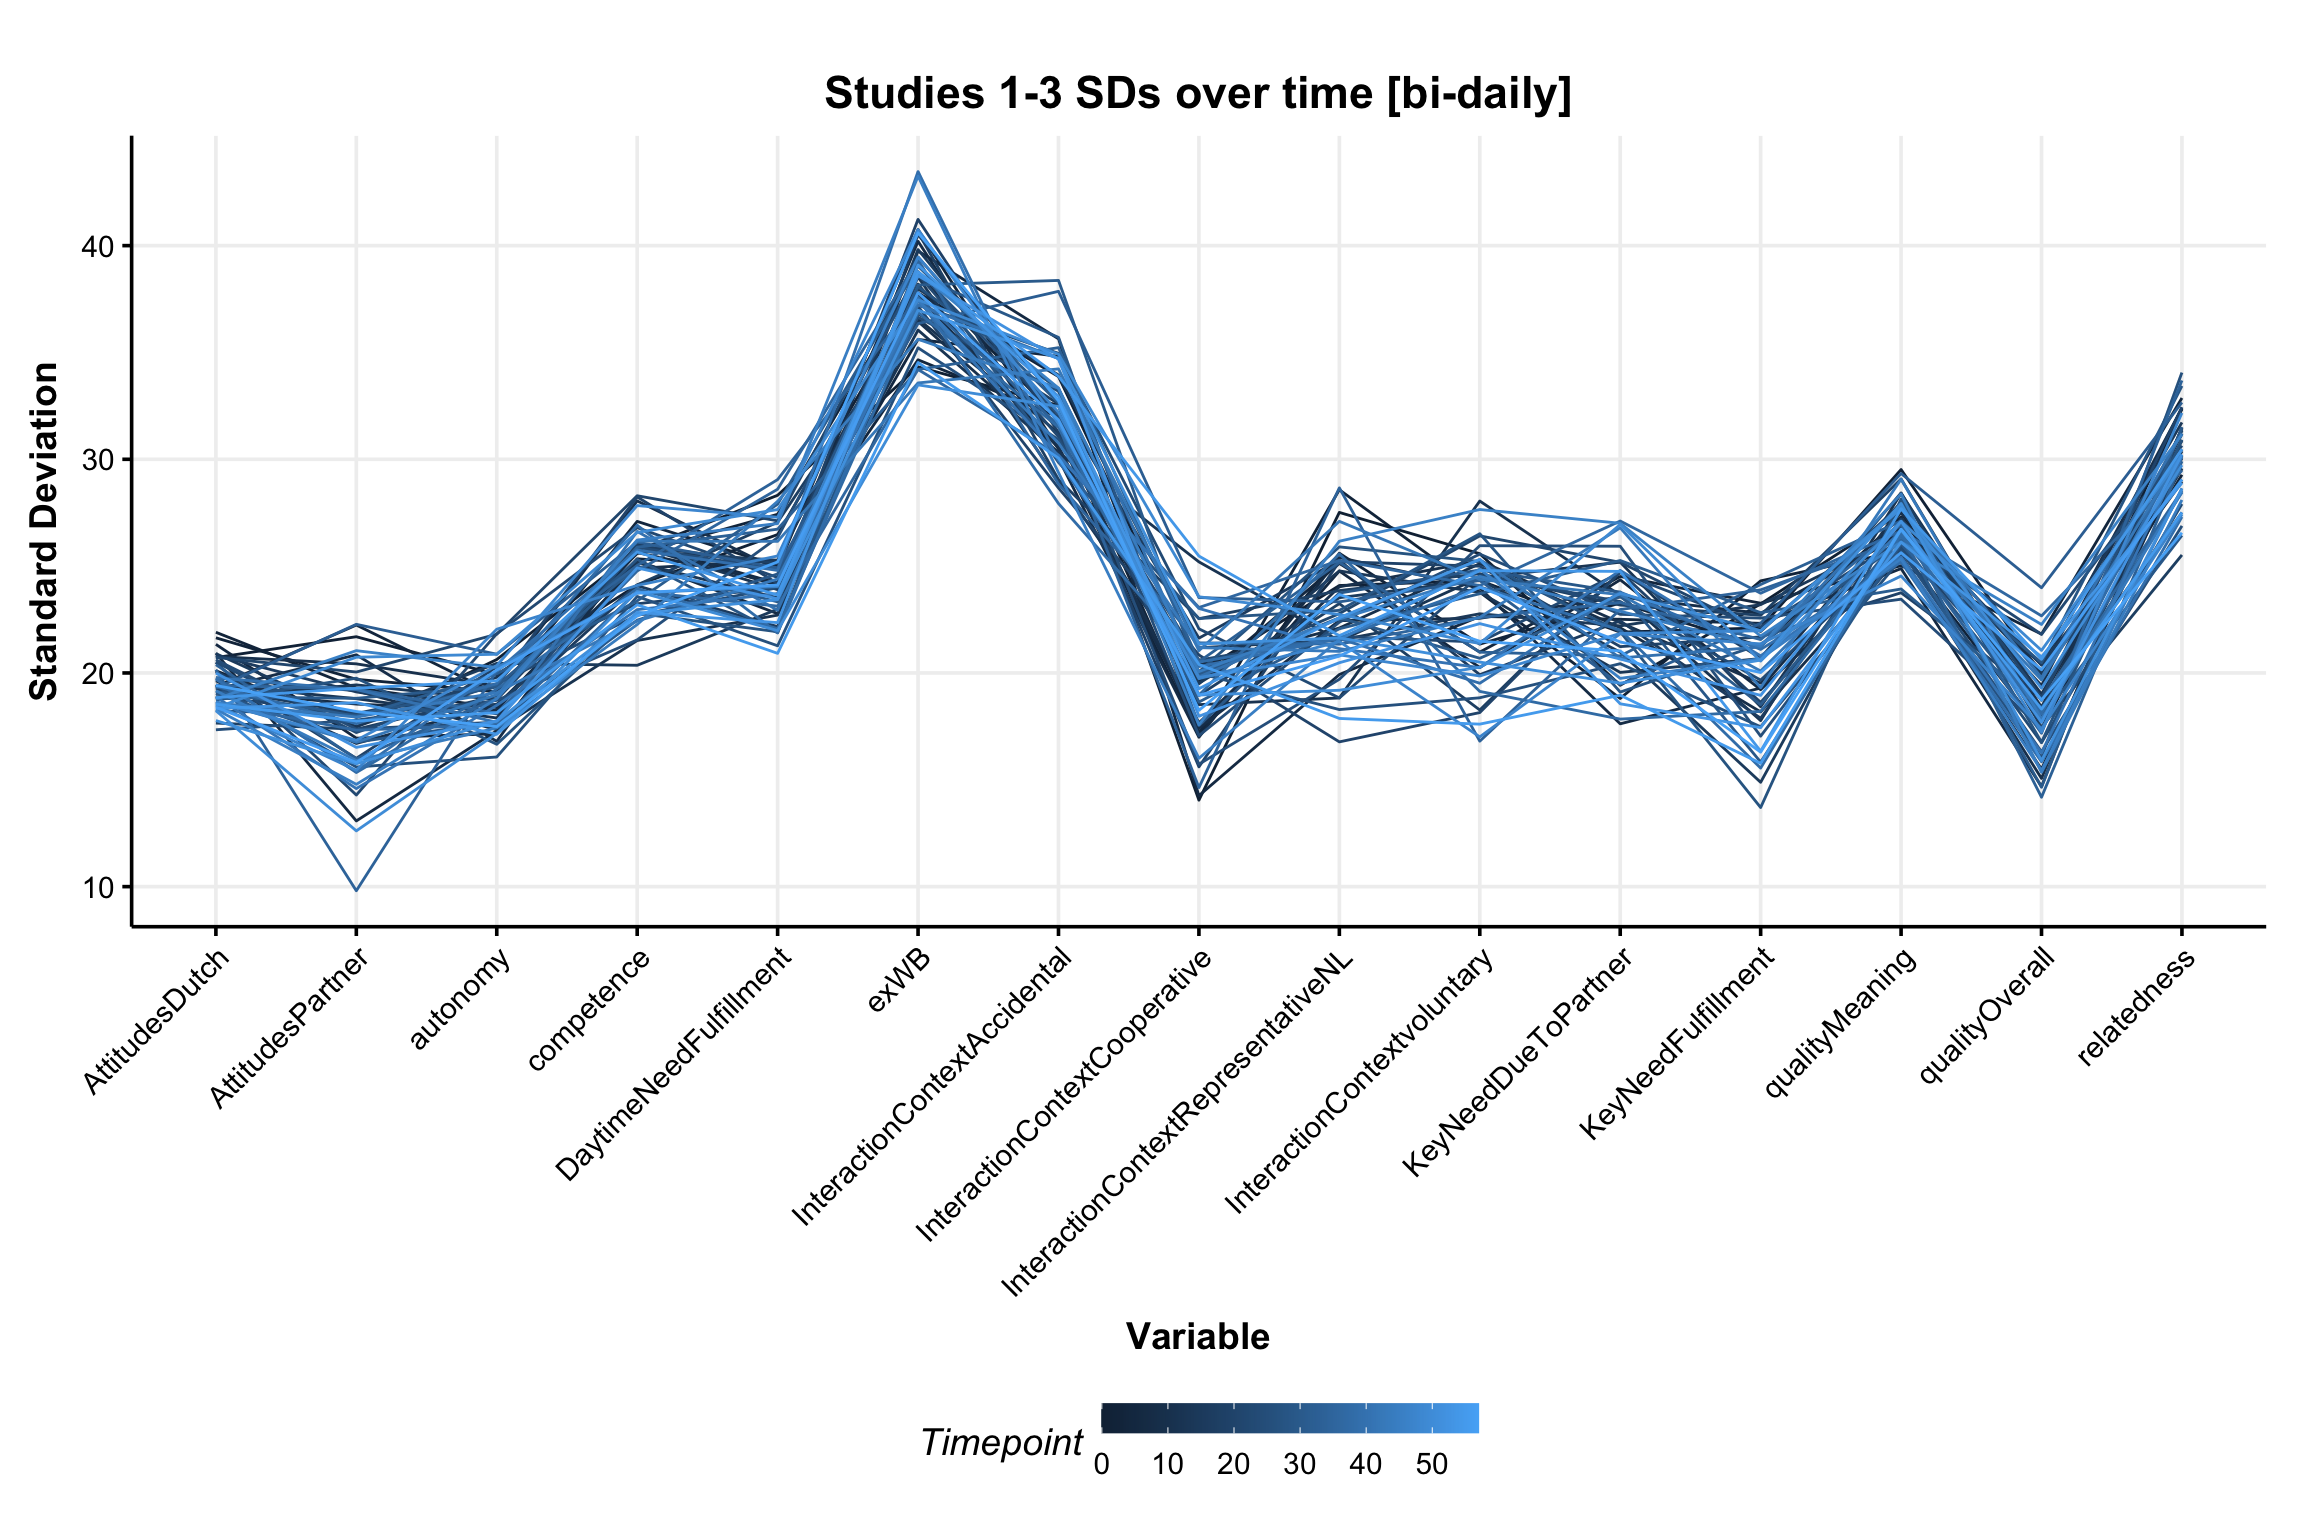 Studies 1-3 SDs over time [bi-daily]
Standard Deviation
40
30
20
10
AttitudesDutch
AttitudesPartner
autonomy
competence
DaytimeNeedFulfillment
exWB
InteractionContextAccidental
InteractionContextCooperative
InteractionContextRepresentativeNL
InteractionContextvoluntary
KeyNeedDueToPartner
KeyNeedFulfillment
qualityMeaning
qualityOverall
relatedness
Variable
Timepoint
0 10 20 30 40 50